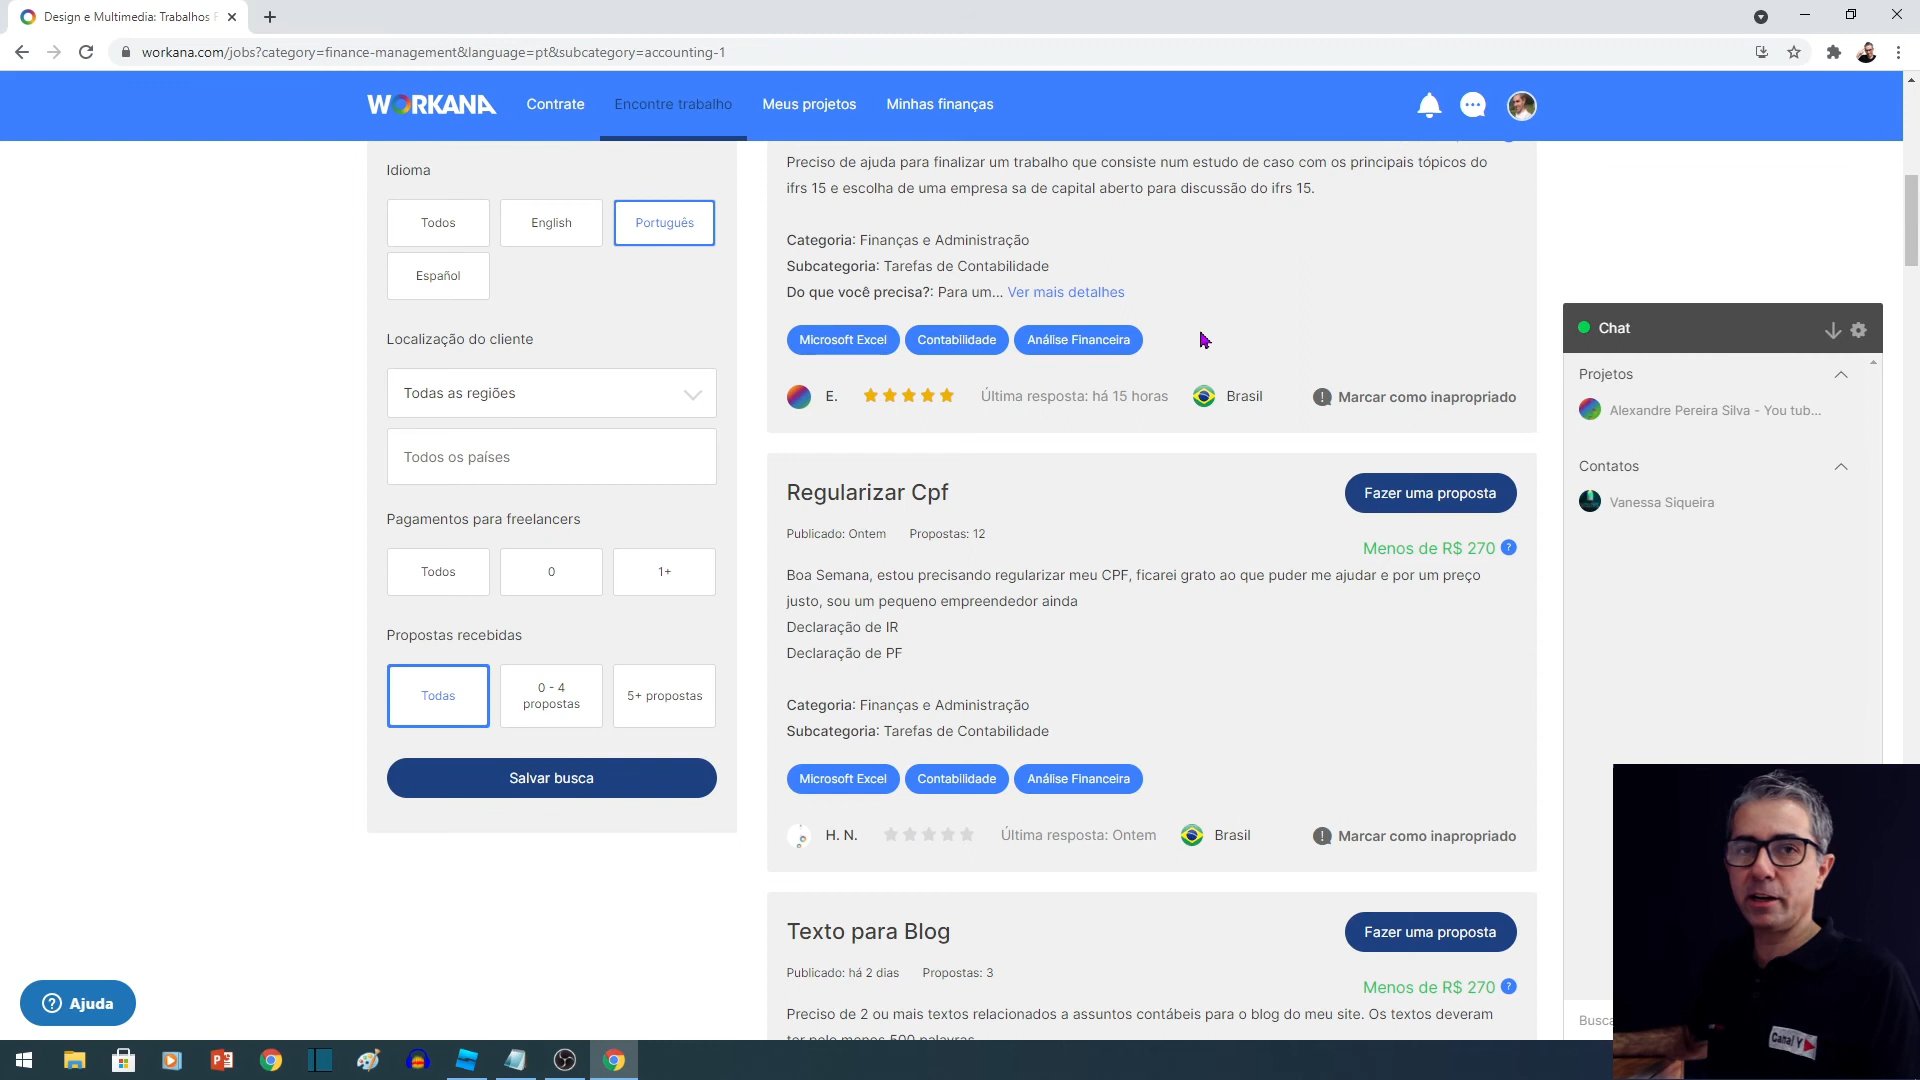 Design e Multimedia: Trabalhos F
workana.com/jobs?category=finance-management&language=pt&subcategory=accounting-1
WORKANA
Contrate
Encontre trabalho
Meus projetos
Minhas finanças
Idioma
Todos
English
Português
Español
Localização do cliente
Todas as regiões
Todos os países
Pagamentos para freelancers
Todos
0
1+
Propostas recebidas
Todas
0 - 4
propostas
5+ propostas
Salvar busca
Preciso de ajuda para finalizar um trabalho que consiste num estudo de caso com os principais tópicos do
ifrs 15 e escolha de uma empresa sa de capital aberto para discussão do ifrs 15.
Categoria: Finanças e Administração
Subcategoria: Tarefas de Contabilidade
Do que você precisa?: Para um... Ver mais detalhes
Microsoft Excel
Contabilidade
Análise Financeira
E.
Última resposta: há 15 horas
Brasil
Marcar como inapropriado
Regularizar Cpf
Fazer uma proposta
Publicado: Ontem
Propostas: 12
Menos de R$ 270 ?
Boa Semana, estou precisando regularizar meu CPF, ficarei grato ao que puder me ajudar e por um preço
justo, sou um pequeno empreendedor ainda
Declaração de IR
Declaração de PF
Categoria: Finanças e Administração
Subcategoria: Tarefas de Contabilidade
Microsoft Excel
Contabilidade
Análise Financeira
H. N.
Última resposta: Ontem
Brasil
Marcar como inapropriado
Texto para Blog
Fazer uma proposta
Publicado: há 2 dias
Propostas: 3
Menos de R$ 270 ?
Preciso de 2 ou mais textos relacionados a assuntos contábeis para o blog do meu site. Os textos deveram
ter pelo menos 500 palavras
Chat
Projetos
Alexandre Pereira Silva - You tub...
Contatos
Vanessa Siqueira
Busca
Ajuda
Canal Y